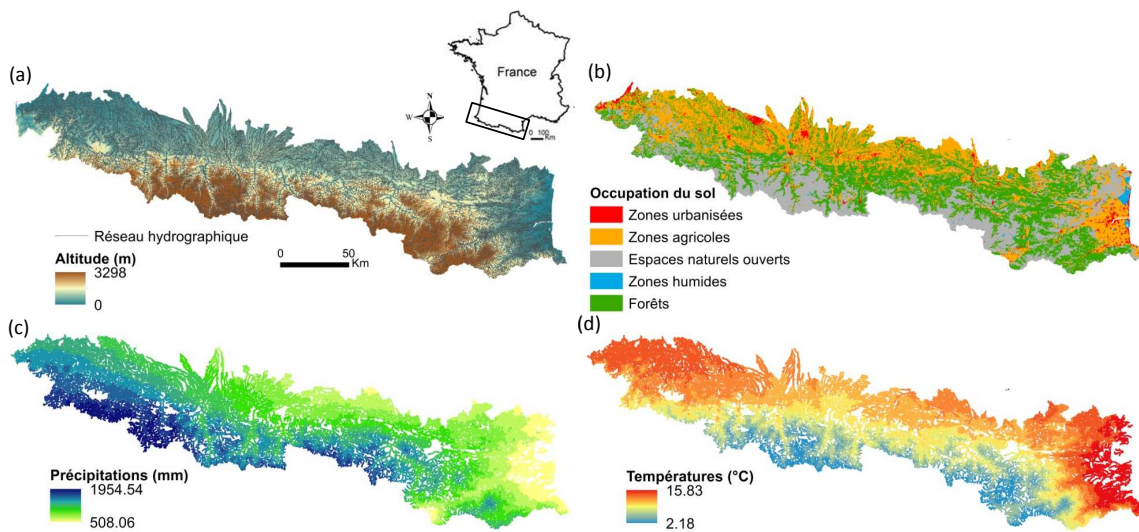 (a)
France
N
W
S
0 100
Km
Réseau hydrographique
Altitude (m)
3298
0
0 50
Km
(b)
Occupation du sol
Zones urbanisées
Zones agricoles
Espaces naturels ouverts
Zones humides
Forêts
(c)
Précipitations (mm)
1954.54
508.06
(d)
Températures (°C)
15.83
2.18